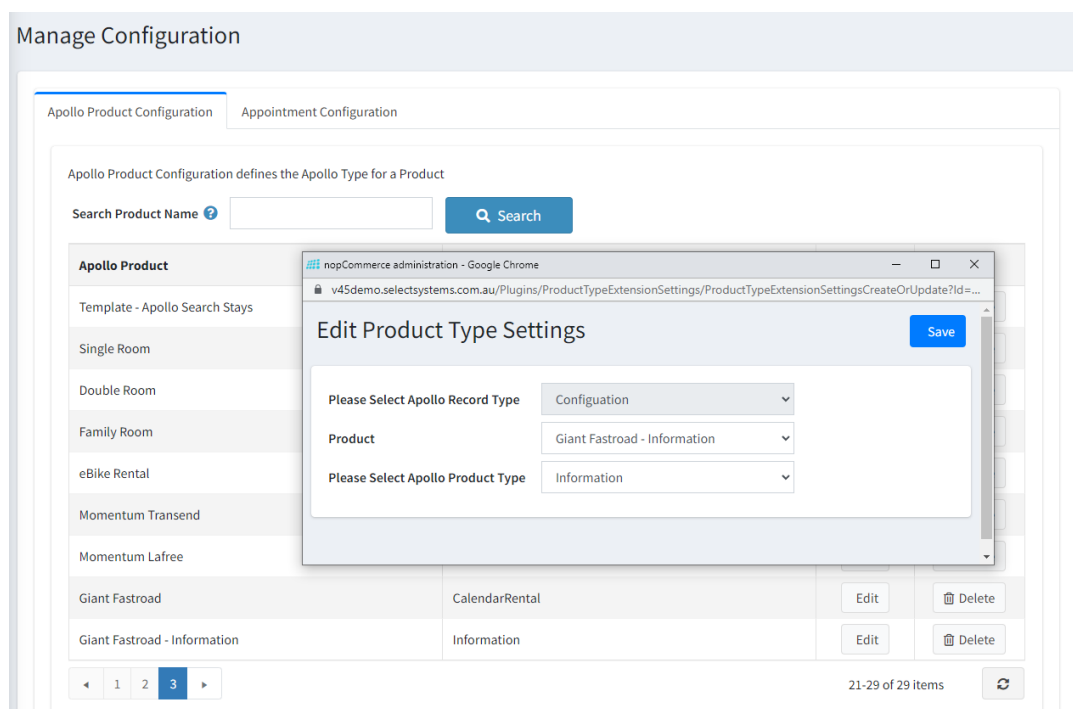 Manage Configuration
Apollo Product Configuration Appointment Configuration
Apollo Product Configuration defines the Apollo Type for a Product
Search Product Name ? Search
Apollo Product
nopCommerce administration - Google Chrome
v45demo.selectsystems.com.au/Plugins/ProductTypeExtensionSettings/ProductTypeExtensionSettingsCreateOrUpdate?Id=...
Template - Apollo Search Stays
Edit Product Type Settings Save
Single Room
Double Room
Please Select Apollo Record Type Configuation
Family Room
Product Giant Fastroad - Information
eBike Rental
Please Select Apollo Product Type Information
Momentum Transend
Momentum Lafree
Giant Fastroad CalendarRental Edit Delete
Giant Fastroad - Information Information Edit Delete
1 2 3 21-29 of 29 items